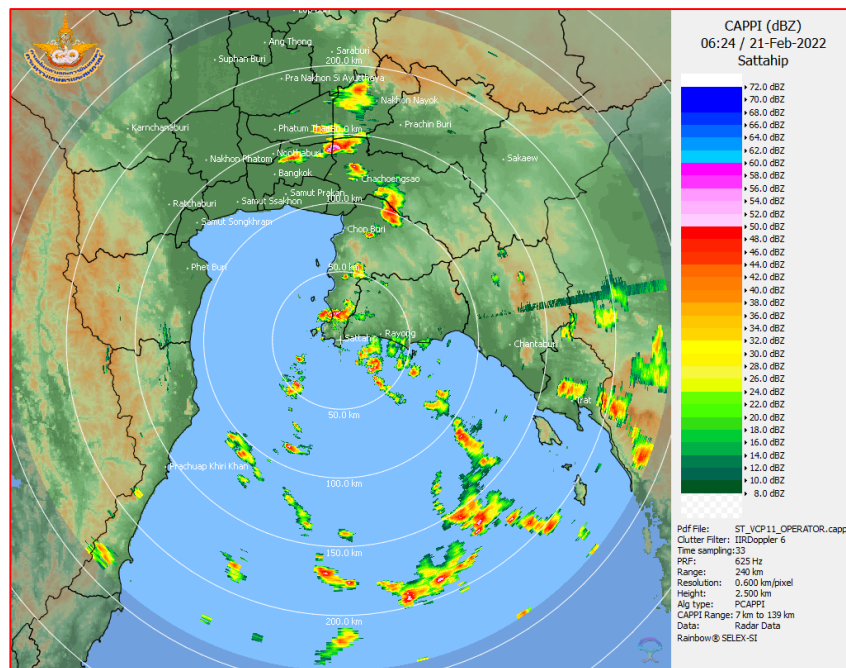 CAPPI (dBZ)
06:24 / 21-Feb-2022
Sattahip
72.0 dBZ
70.0 dBZ
68.0 dBZ
66.0 dBZ
64.0 dBZ
62.0 dBZ
60.0 dBZ
58.0 dBZ
56.0 dBZ
54.0 dBZ
52.0 dBZ
50.0 dBZ
48.0 dBZ
46.0 dBZ
44.0 dBZ
42.0 dBZ
40.0 dBZ
38.0 dBZ
36.0 dBZ
34.0 dBZ
32.0 dBZ
30.0 dBZ
28.0 dBZ
26.0 dBZ
24.0 dBZ
22.0 dBZ
20.0 dBZ
18.0 dBZ
16.0 dBZ
14.0 dBZ
12.0 dBZ
10.0 dBZ
8.0 dBZ
Pdf File: ST_VCP11_OPERATOR.capp
Clutter Filter: IIRDoppler 6
Time sampling: 33
PRF: 625 Hz
Range: 240 km
Resolution: 0.600 km/pixel
Height: 2.500 km
Alg type: PCAPPI
CAPPI Range: 7 km to 139 km
Data: Radar Data
Rainbow® SELEX-SI
Ang Thong
Saraburi
Suphan Buri
200.0 km
Pra Nakhon Si Ayutthaya
Nakhon Nayok
Karnchanaburi
Prachin Buri
Nakhon Phatom
Sakaew
Bangkok
Chachoengsao
Samut Prakan
Ratchaburi
Samut Ssakhon
100.0 km
Samut Songkhram
Chon Buri
Phet Buri
50.0 km
Rayong
Sattahip
Chantaburi
50.0 km
Prachuap Khiri Khan
100.0 km
150.0 km
200.0 km